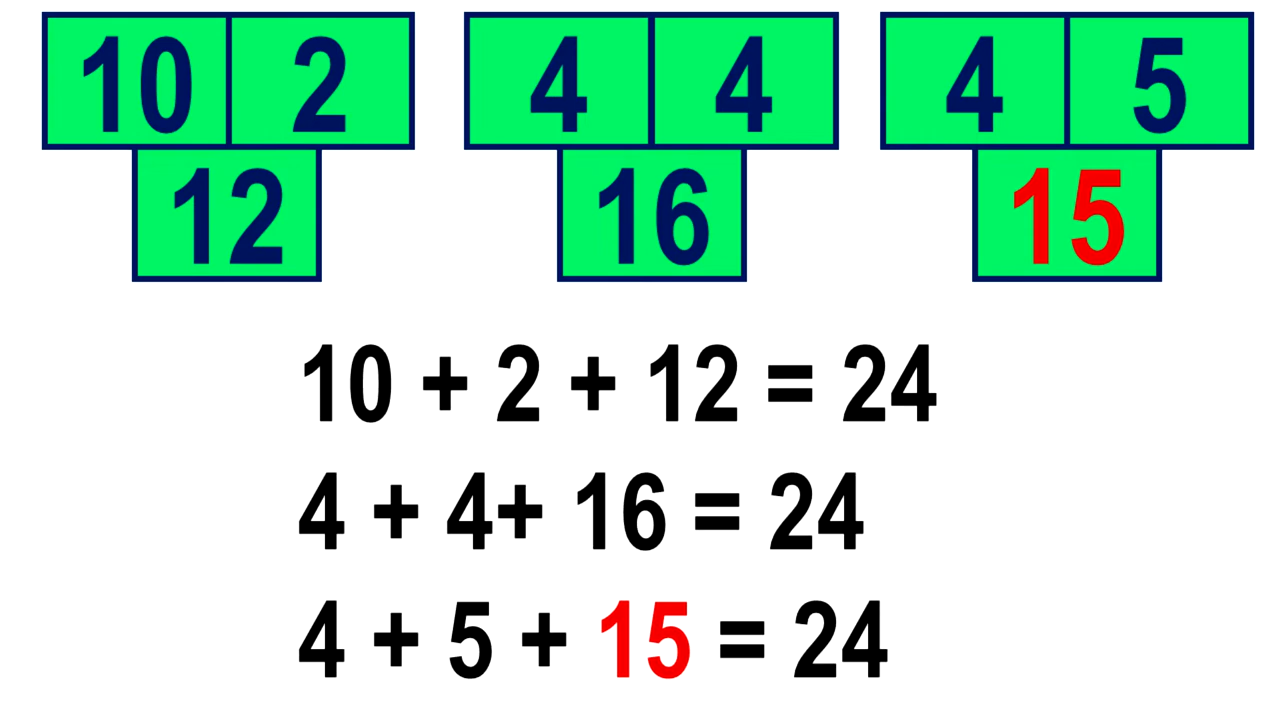 10 2 4 4 4 5
12 16 15
10 + 2 + 12 = 24
4 + 4+ 16 = 24
4 + 5 + 15 = 24